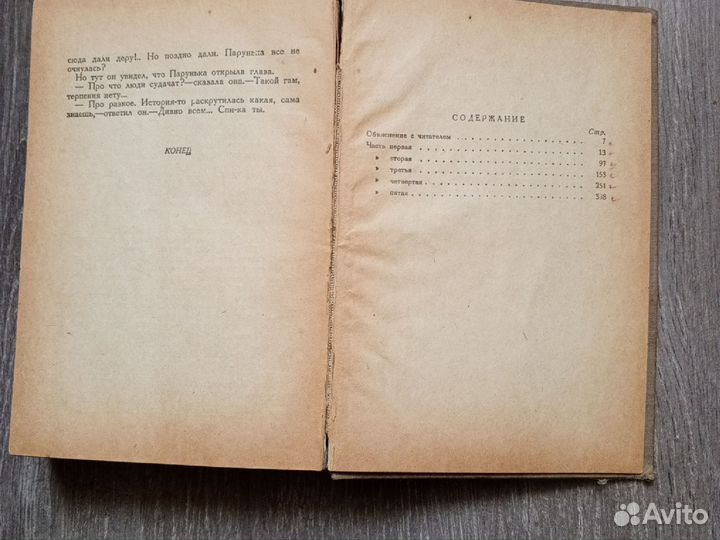 сюда дали деру!.. Но поздно дали. Парунька все не
очнулась?
Но тут он увидел, что Парунька открыла глаза.
— Про что люди судачат?—сказала она.—Такой гам,
терпения нету...
— Про разкое. История-то раскрутилась какая, сама
знаешь,—ответил он.—Дивно всем... Спи-ка ты.
КОНЕЦ
СОДЕРЖАНИЕ
Стр.
Объяснение с читателем . . . . . . . . . . . . . . . . 7
Часть первая . . . . . . . . . . . . . . . . . . . . 13
» вторая . . . . . . . . . . . . . . . . . . . . 97
» третья . . . . . . . . . . . . . . . . . . . . 153
» четвертая . . . . . . . . . . . . . . . . . . . 251
» пятая . . . . . . . . . . . . . . . . . . . .
Avito